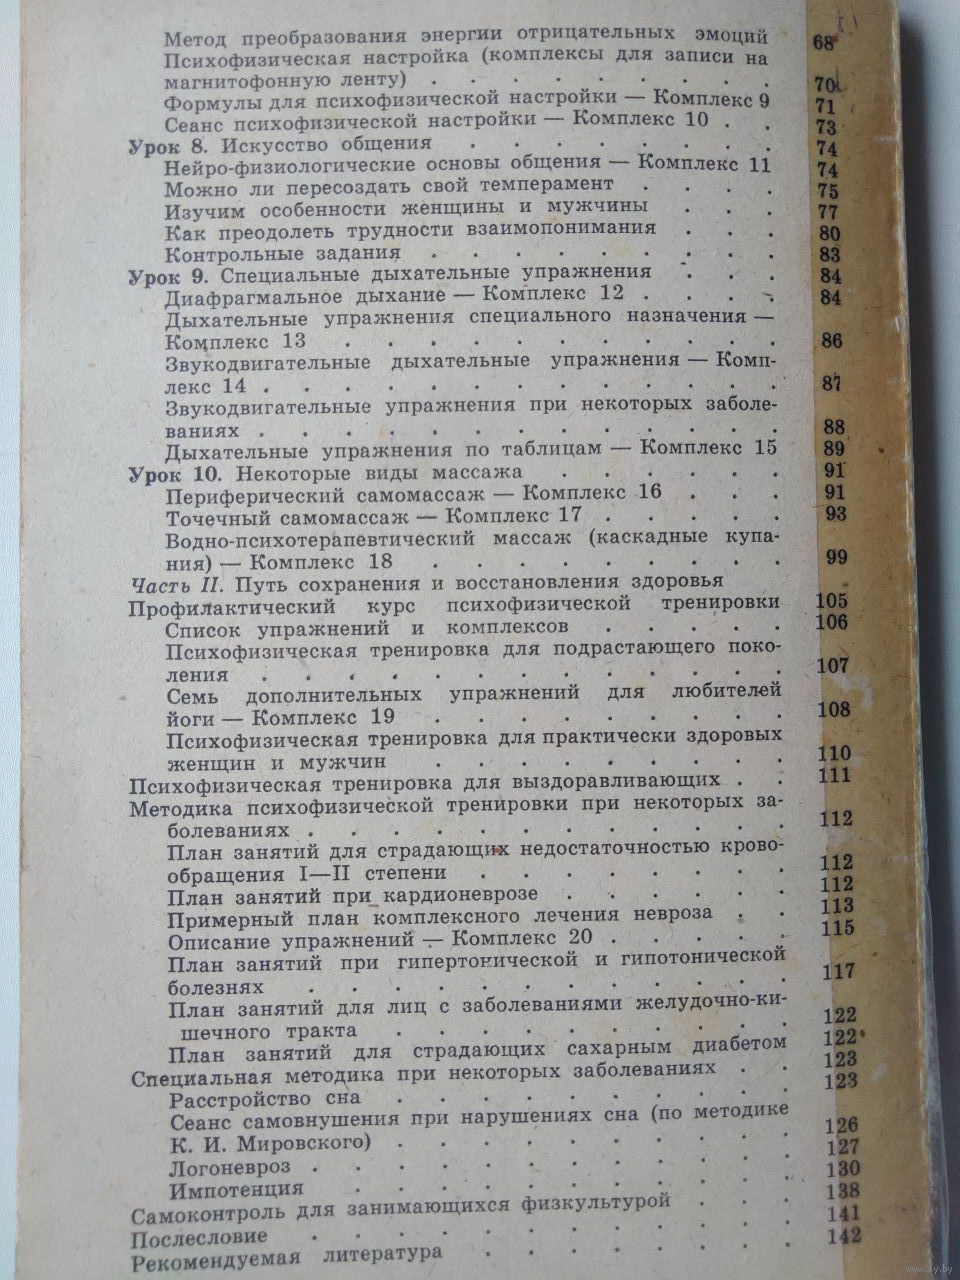 Метод преобразования энергии отрицательных эмоций 68
Психофизическая настройка (комплексы для записи на
магнитофонную ленту) . . . . . . . . 70
Формулы для психофизической настройки — Комплекс 9 71
Сеанс психофизической настройки — Комплекс 10 . . 73
Урок 8. Искусство общения . . . . . . . 74
Нейро-физиологические основы общения — Комплекс 11 74
Можно ли пересоздать свой темперамент . . . . 75
Изучим особенности женщины и мужчины . . . 77
Как преодолеть трудности взаимопонимания . . . 80
Контрольные задания . . . . . . . . 83
Урок 9. Специальные дыхательные упражнения . . . 84
Диафрагмальное дыхание — Комплекс 12 . . . . 84
Дыхательные упражнения специального назначения —
Комплекс 13 . . . . . . . . . . 86
Звукодвигательные дыхательные упражнения — Комп-
лекс 14 . . . . . . . . . . . . 87
Звукодвигательные упражнения при некоторых заболе-
ваниях . . . . . . . . . . . . 88
Дыхательные упражнения по таблицам — Комплекс 15 89
Урок 10. Некоторые виды массажа . . . . . 91
Периферический самомассаж — Комплекс 16 . . . 91
Точечный самомассаж — Комплекс 17 . . . . . 93
Водно-психотерапевтический массаж (каскадные купа-
ния) — Комплекс 18 . . . . . . . . 99
Часть II. Путь сохранения и восстановления здоровья
Профилактический курс психофизической тренировки 105
Список упражнений и комплексов . . . . . 106
Психофизическая тренировка для подрастающего поко-
ления . . . . . . . . . . . . 107
Семь дополнительных упражнений для любителей
йоги — Комплекс 19 . . . . . . . . 108
Психофизическая тренировка для практически здоровых
женщин и мужчин . . . . . . . . 110
Психофизическая тренировка для выздоравливающих . . 111
Методика психофизической тренировки при некоторых за-
болеваниях . . . . . . . . . . . 112
План занятий для страдающих недостаточностью крово-
обращения I—II степени . . . . . . . 112
План занятий при кардионеврозе . . . . . 112
Примерный план комплексного лечения невроза . . 113
Описание упражнений — Комплекс 20 . . . . . 115
План занятий при гипертонической и гипотонической
болезнях . . . . . . . . . . . 117
План занятий для лиц с заболеваниями желудочно-ки-
шечного тракта . . . . . . . . . 122
План занятий для страдающих сахарным диабетом 122
Специальная методика при некоторых заболеваниях . . 123
Расстройство сна . . . . . . . . . 123
Сеанс самовнушения при нарушениях сна (по методике
К. И. Мировского) . . . . . . . . . 126
Логоневроз . . . . . . . . . . . 127
Импотенция . . . . . . . . . . 130
Самоконтроль для занимающихся физкультурой . . . 138
Послесловие . . . . . . . . . . . 141
Рекомендуемая литература . . . . . . . 142
www.ay.by